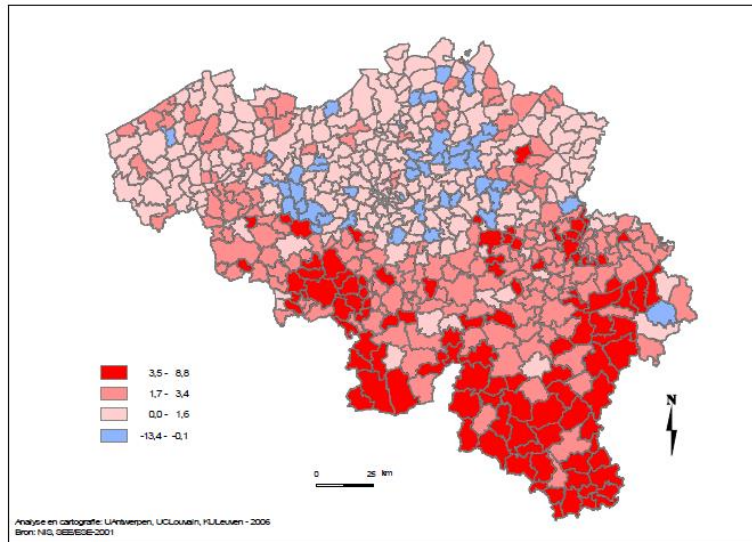 3,5 - 8,8
1,7 - 3,4
0,0 - 1,6
-13,4 - -0,1
N
0 25 km
Analyse en cartografie: UAntwerpen, UCLouvain, KULeuven - 2006
Bron: NIS, SEE/ESE-2001